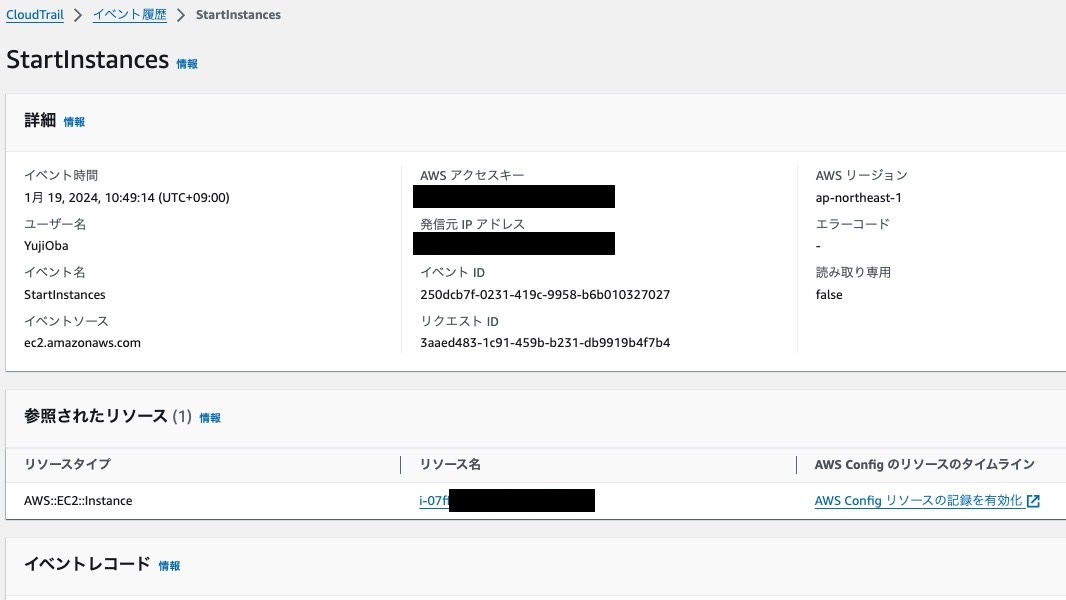 CloudTrail > イベント履歴 > StartInstances
StartInstances 情報
詳細 情報
イベント時間
1月 19, 2024, 10:49:14 (UTC+09:00)
ユーザー名
YujiOba
イベント名
StartInstances
イベントソース
ec2.amazonaws.com
AWS アクセスキー
発信元 IP アドレス
イベント ID
250dcb7f-0231-419c-9958-b6b010327027
リクエスト ID
3aaed483-1c91-459b-b231-db9919b4f7b4
AWS リージョン
ap-northeast-1
エラーコード
-
読み取り専用
false
参照されたリソース (1) 情報
リソースタイプ リソース名 AWS Config のリソースのタイムライン
AWS::EC2::Instance i-07f AWS Config リソースの記録を有効化
イベントレコード 情報